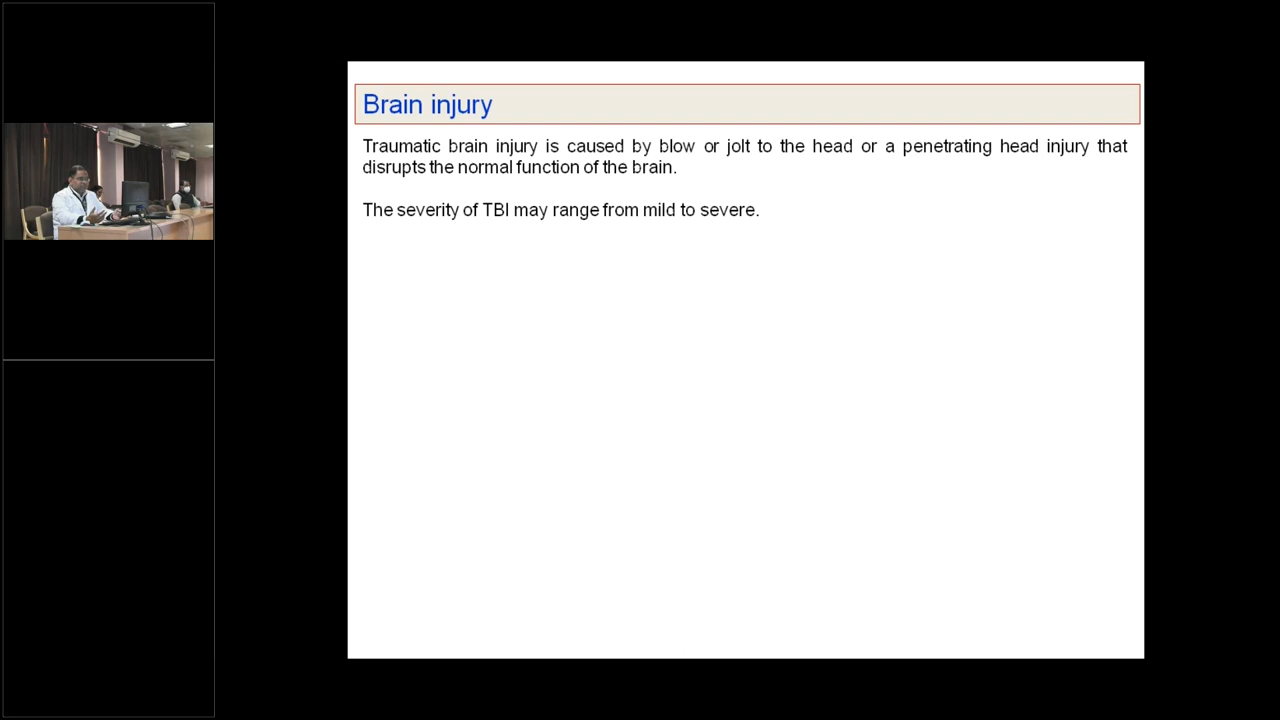 Brain injury
Traumatic brain injury is caused by blow or jolt to the head or a penetrating head injury that
disrupts the normal function of the brain.
The severity of TBI may range from mild to severe.